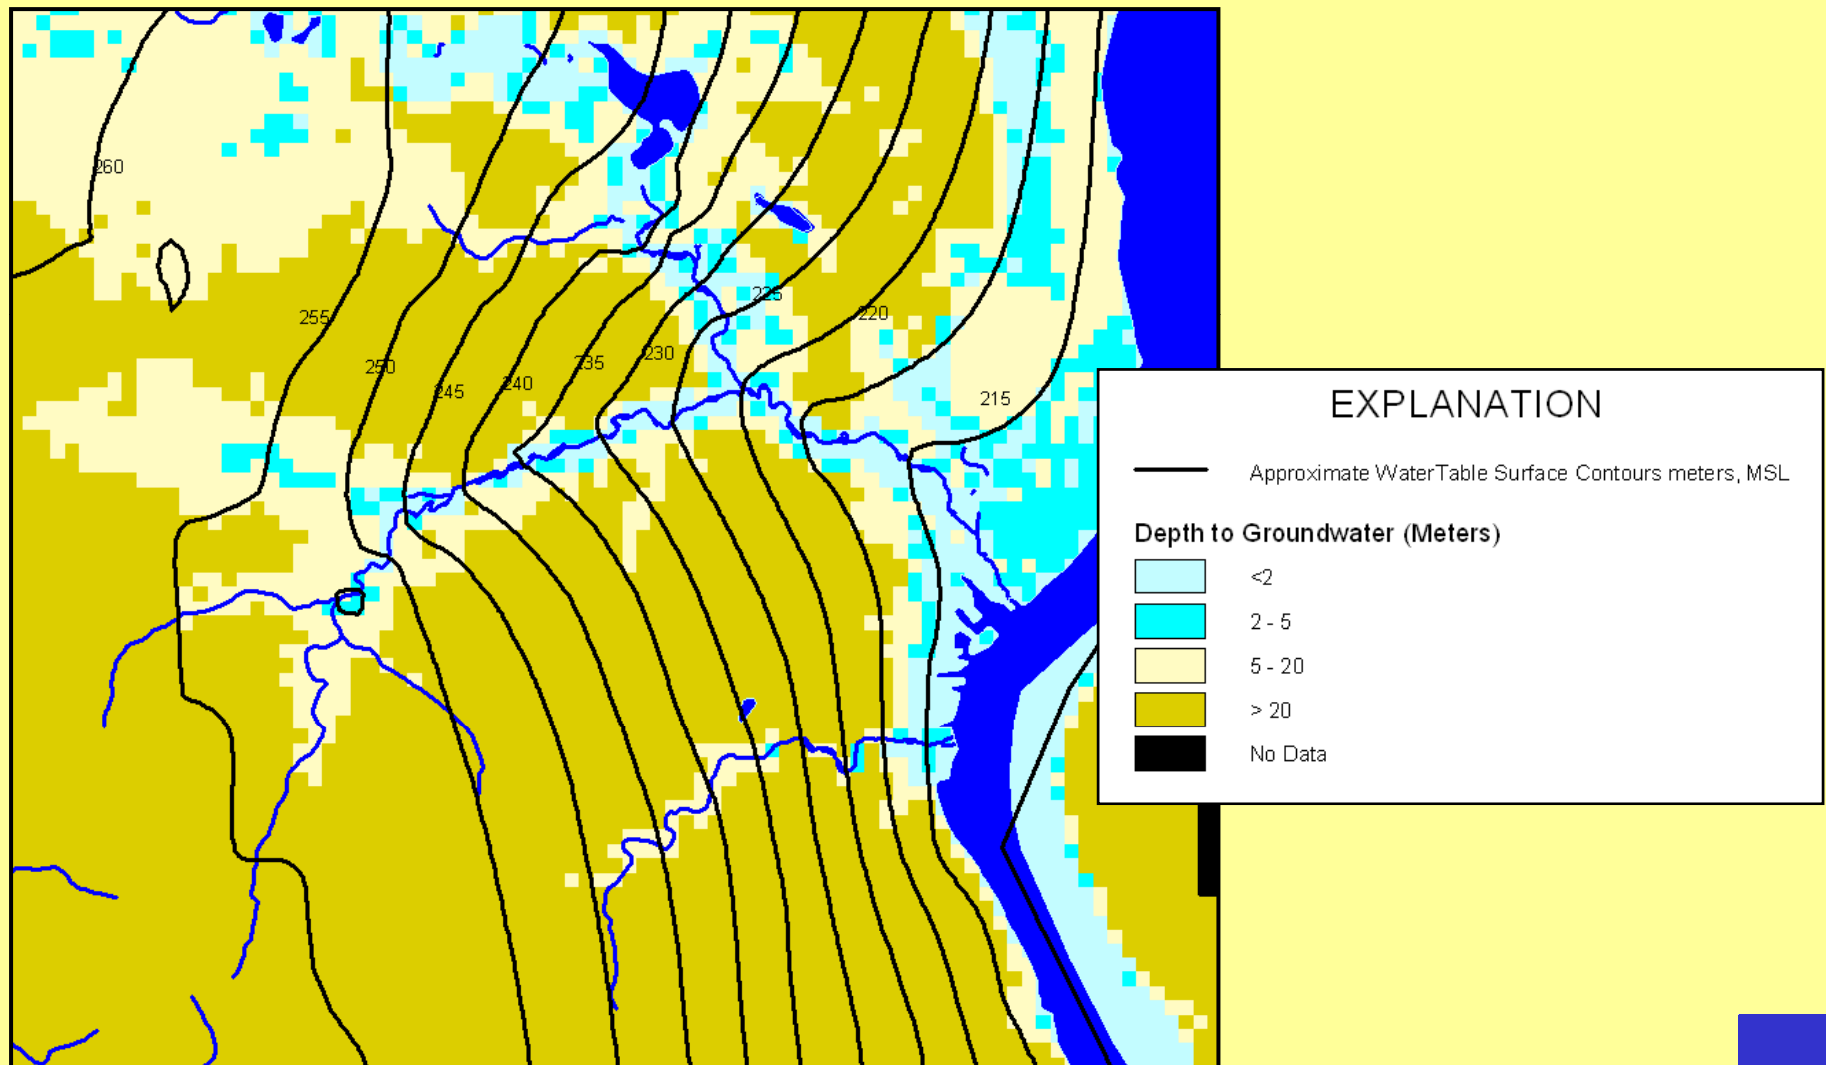 260
255
250
245
240
235
230
225
220
215
EXPLANATION
Approximate WaterTable Surface Contours meters, MSL
Depth to Groundwater (Meters)
<2
2 - 5
5 - 20
> 20
No Data